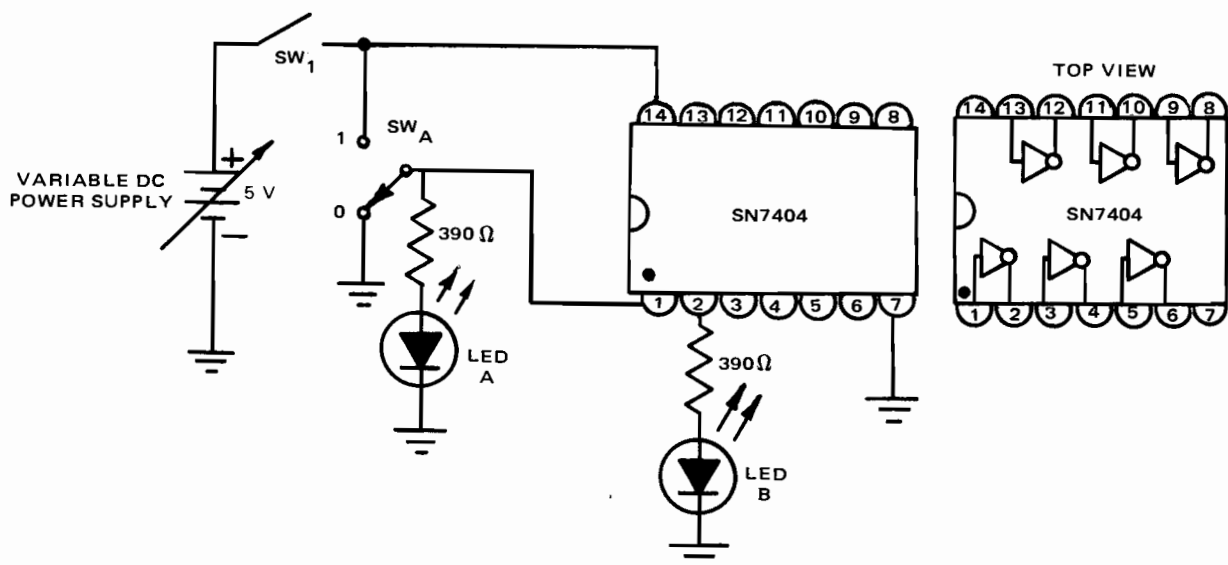 SW1
1
SWA
+
VARIABLE DC
POWER SUPPLY
5 V
−
0
390 Ω
LED
A
14 13 12 11 10 9 8
SN7404
1 2 3 4 5 6 7
390 Ω
LED
B
TOP VIEW
14 13 12 11 10 9 8
SN7404
1 2 3 4 5 6 7